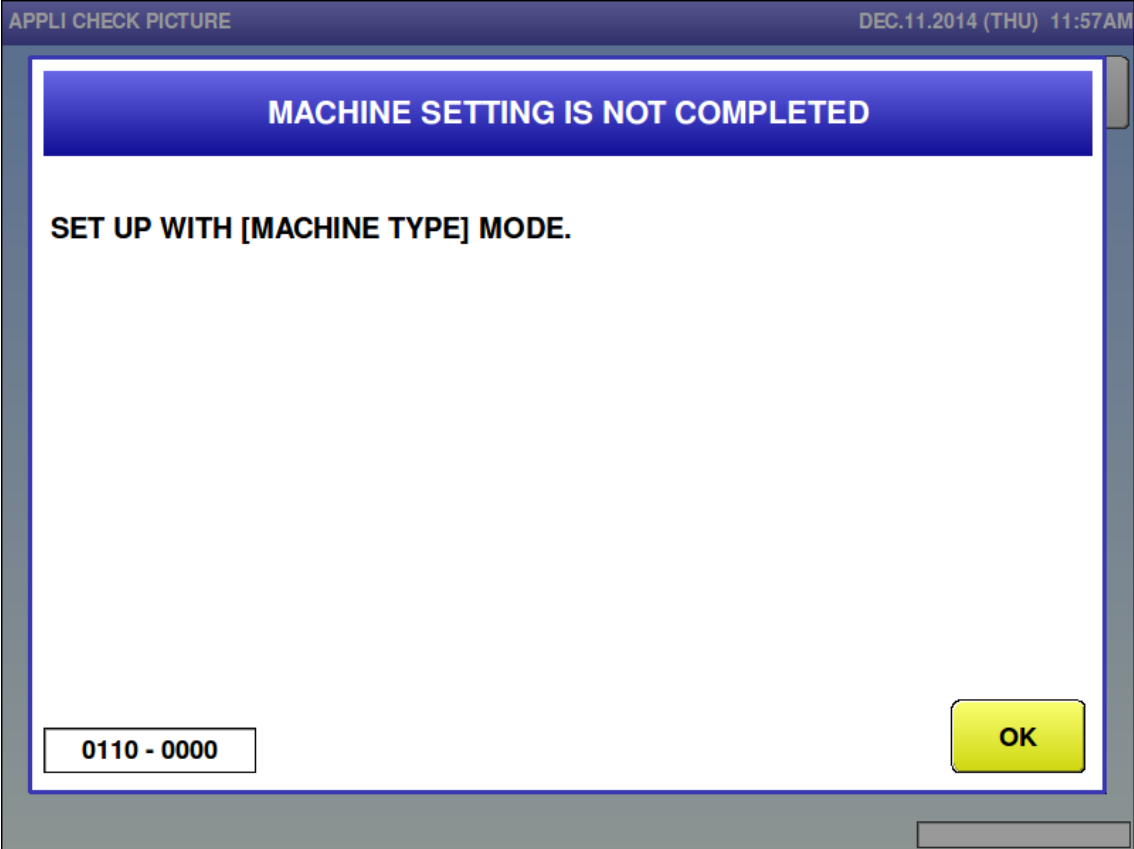 APPLI CHECK PICTURE DEC.11.2014 (THU) 11:57AM
MACHINE SETTING IS NOT COMPLETED
SET UP WITH [MACHINE TYPE] MODE.
0110 - 0000
OK